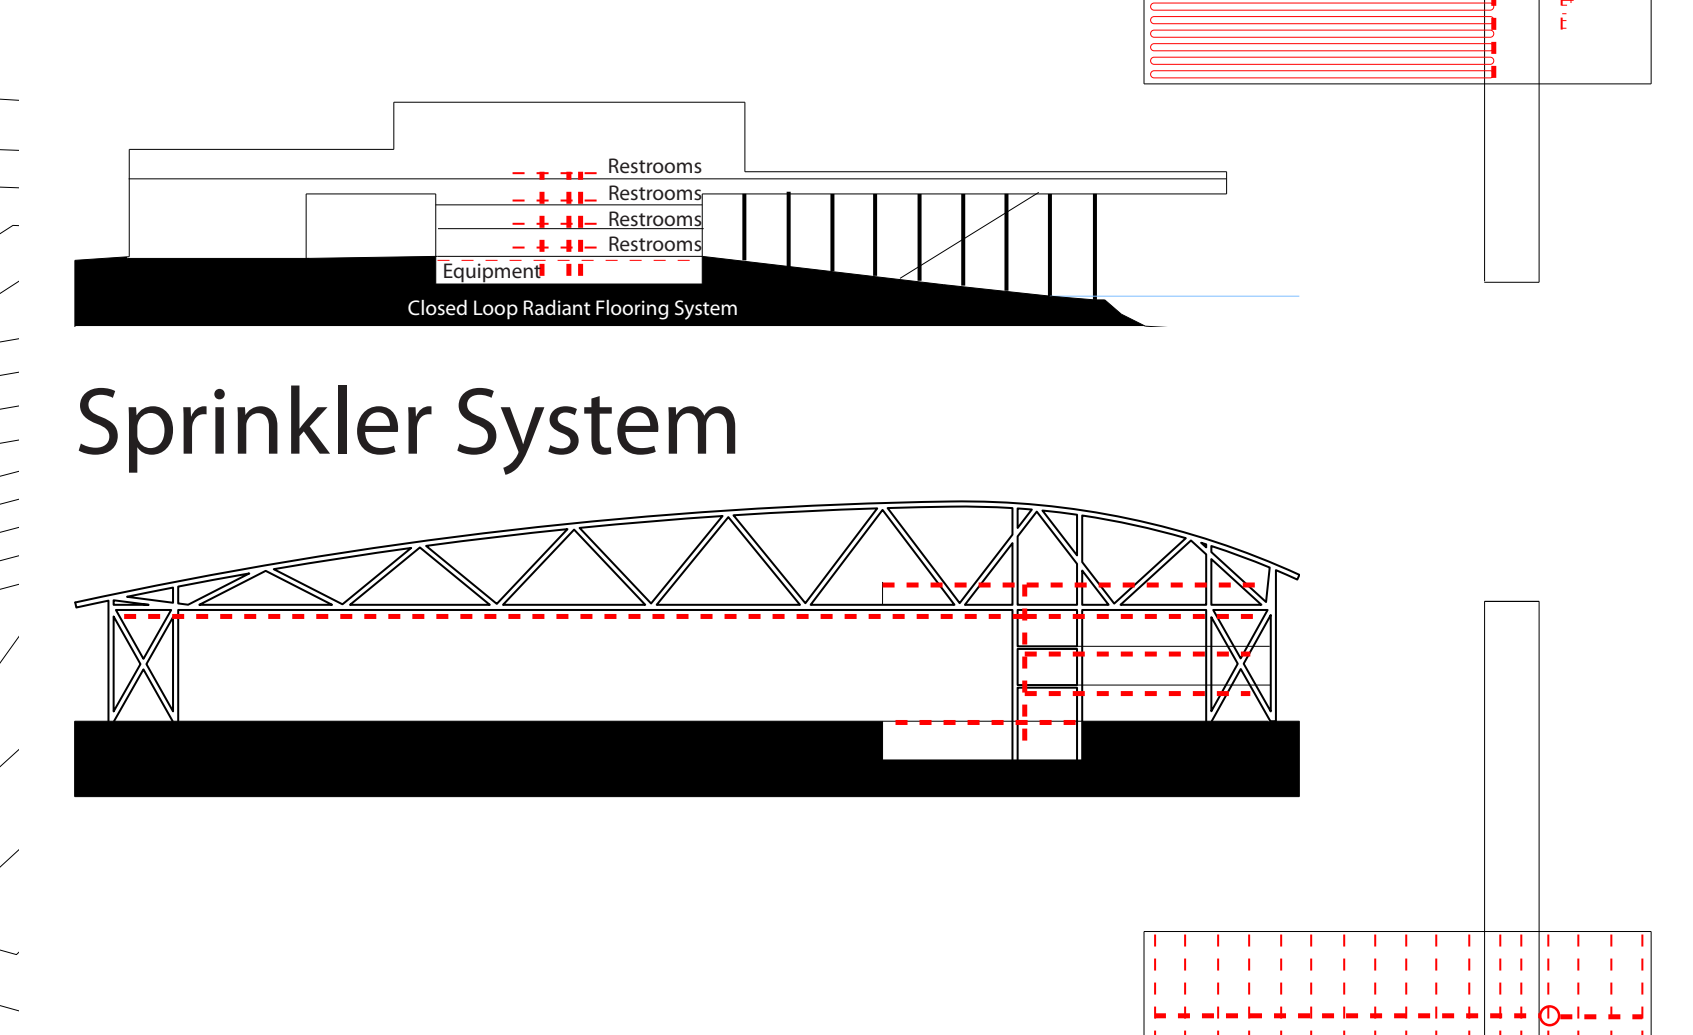 Restrooms
Restrooms
Restrooms
Restrooms
Equipment
Closed Loop Radiant Flooring System
Sprinkler System